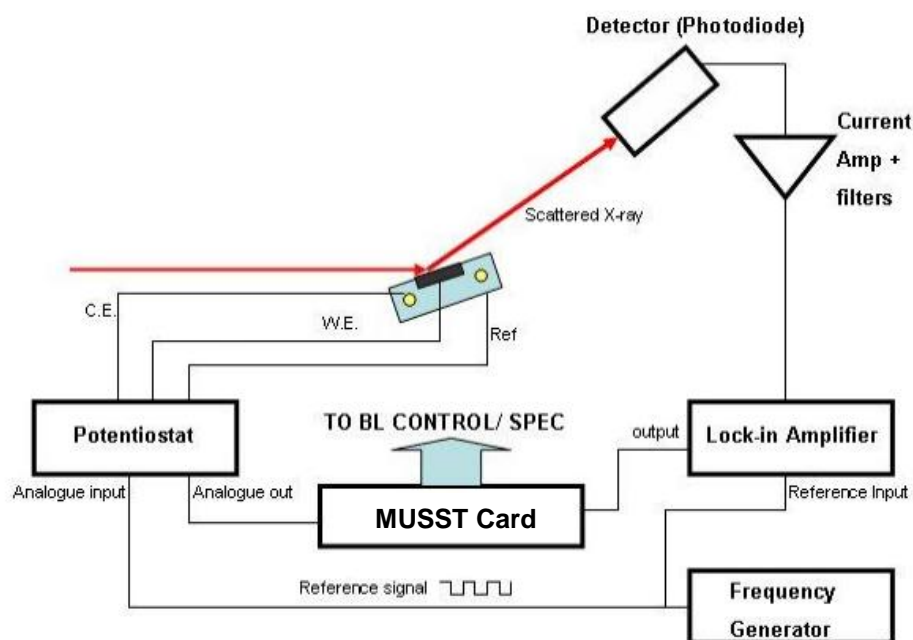 Detector (Photodiode)
Current
Amp +
filters
Scattered X-ray
C.E.
W.E.
Ref
Potentiostat
TO BL CONTROL/ SPEC
output
Lock-in Amplifier
Analogue input
Analogue out
Reference Input
MUSST Card
Reference signal
Frequency
Generator